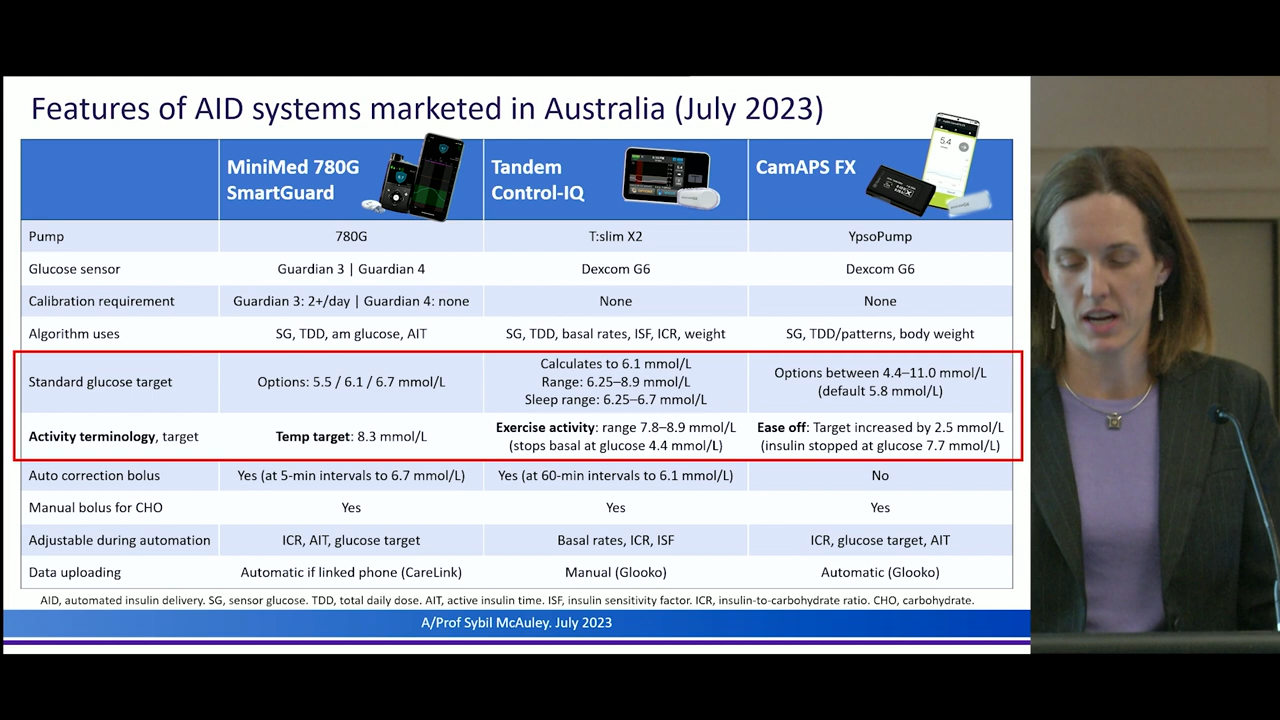 Features of AID systems marketed in Australia (July 2023)
MiniMed 780G
SmartGuard
Tandem
Control-IQ
CamAPS FX
5.4
Pump
780G
T:slim X2
YpsoPump
Glucose sensor
Guardian 3 | Guardian 4
Dexcom G6
Dexcom G6
Calibration requirement
Guardian 3: 2+/day | Guardian 4: none
None
None
Algorithm uses
SG, TDD, am glucose, AIT
SG, TDD, basal rates, ISF, ICR, weight
SG, TDD/patterns, body weight
Standard glucose target
Options: 5.5 / 6.1 / 6.7 mmol/L
Calculates to 6.1 mmol/L
Range: 6.25–8.9 mmol/L
Sleep range: 6.25–6.7 mmol/L
Options between 4.4–11.0 mmol/L
(default 5.8 mmol/L)
Activity terminology, target
Temp target: 8.3 mmol/L
Exercise activity: range 7.8–8.9 mmol/L
(stops basal at glucose 4.4 mmol/L)
Ease off: Target increased by 2.5 mmol/L
(insulin stopped at glucose 7.7 mmol/L)
Auto correction bolus
Yes (at 5-min intervals to 6.7 mmol/L)
Yes (at 60-min intervals to 6.1 mmol/L)
No
Manual bolus for CHO
Yes
Yes
Yes
Adjustable during automation
ICR, AIT, glucose target
Basal rates, ICR, ISF
ICR, glucose target, AIT
Data uploading
Automatic if linked phone (CareLink)
Manual (Glooko)
Automatic (Glooko)
AID, automated insulin delivery. SG, sensor glucose. TDD, total daily dose. AIT, active insulin time. ISF, insulin sensitivity factor. ICR, insulin-to-carbohydrate ratio. CHO, carbohydrate.
A/Prof Sybil McAuley. July 2023